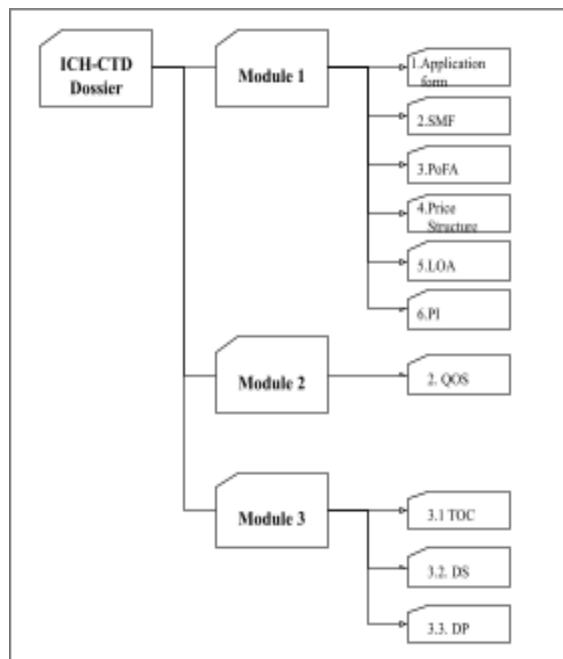 ICH-CTD
Dossier
Module 1
1.Application
form
2.SMF
3.PoFA
4.Price
Structure
5.LOA
6.PI
Module 2
2. QOS
Module 3
3.1 TOC
3.2. DS
3.3. DP